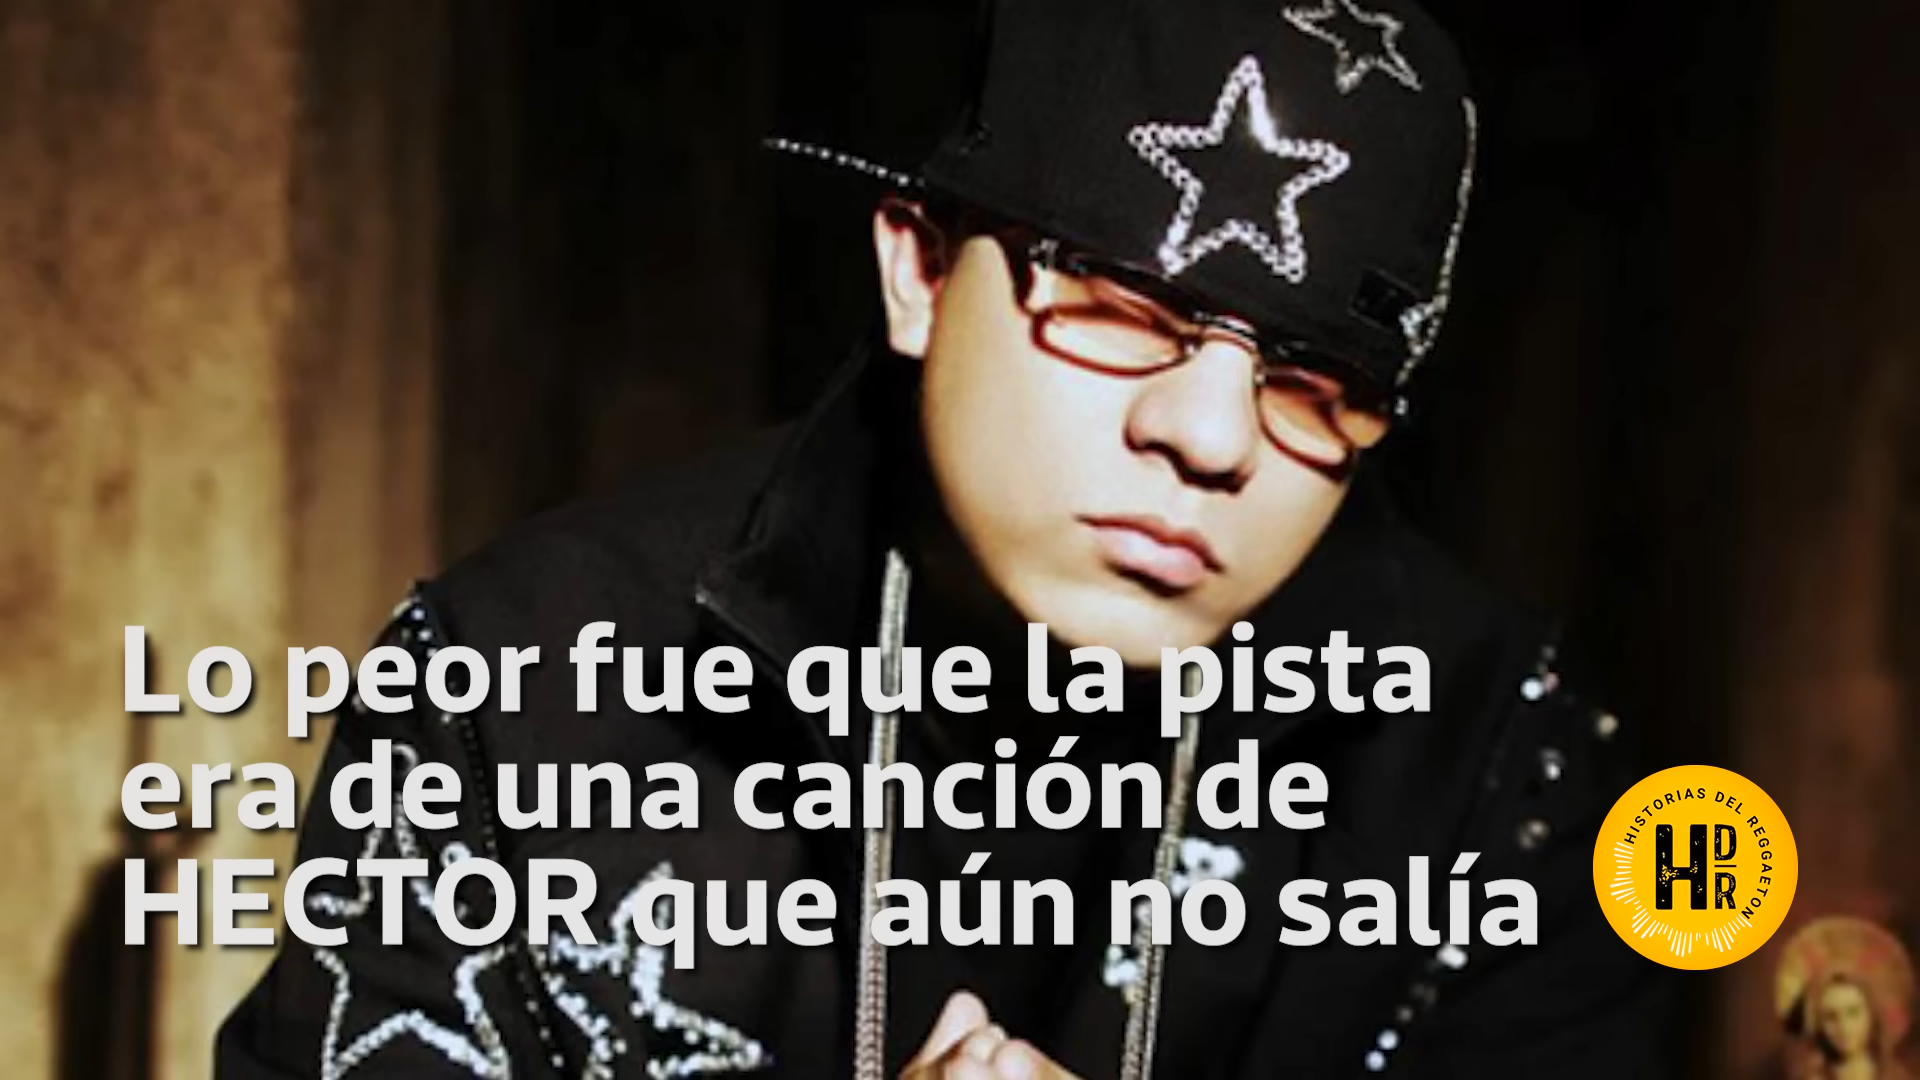 Lo peor fue que la pista
era de una canción de
HECTOR que aún no salía
HISTORIAS DEL REGGAETON
HDR